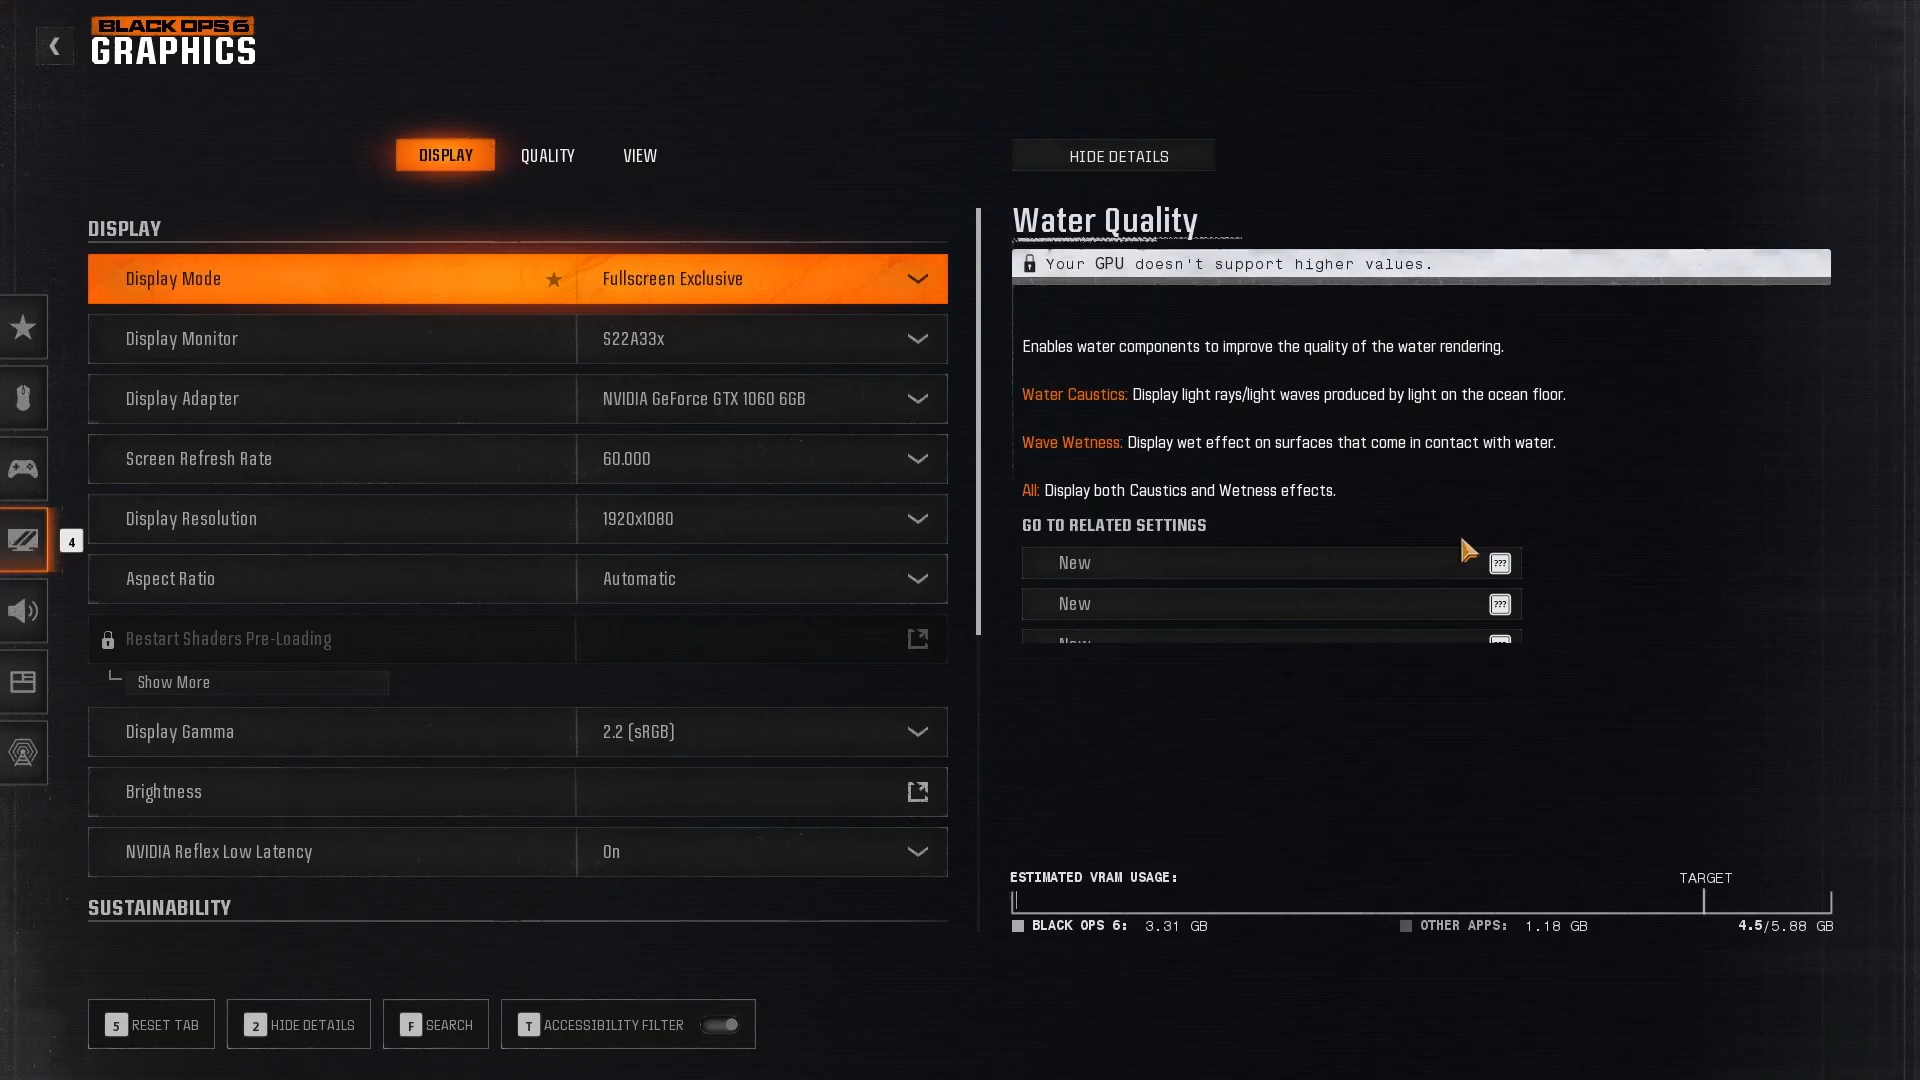 BLACK OPS 6
GRAPHICS
DISPLAY
QUALITY
VIEW
HIDE DETAILS
DISPLAY
Display Mode
Fullscreen Exclusive
Display Monitor
S22A33x
Display Adapter
NVIDIA GeForce GTX 1060 6GB
Screen Refresh Rate
60.000
Display Resolution
1920x1080
Aspect Ratio
Automatic
Restart Shaders Pre-Loading
Show More
Display Gamma
2.2 (sRGB)
Brightness
NVIDIA Reflex Low Latency
On
SUSTAINABILITY
4
Water Quality
Your GPU doesn't support higher values.
Enables water components to improve the quality of the water rendering.
Water Caustics: Display light rays/light waves produced by light on the ocean floor.
Wave Wetness: Display wet effect on surfaces that come in contact with water.
All: Display both Caustics and Wetness effects.
GO TO RELATED SETTINGS
New ???
New ???
New
ESTIMATED VRAM USAGE:
TARGET
BLACK OPS 6: 3.31 GB
OTHER APPS: 1.18 GB
4.5/5.88 GB
5 RESET TAB
2 HIDE DETAILS
F SEARCH
T ACCESSIBILITY FILTER